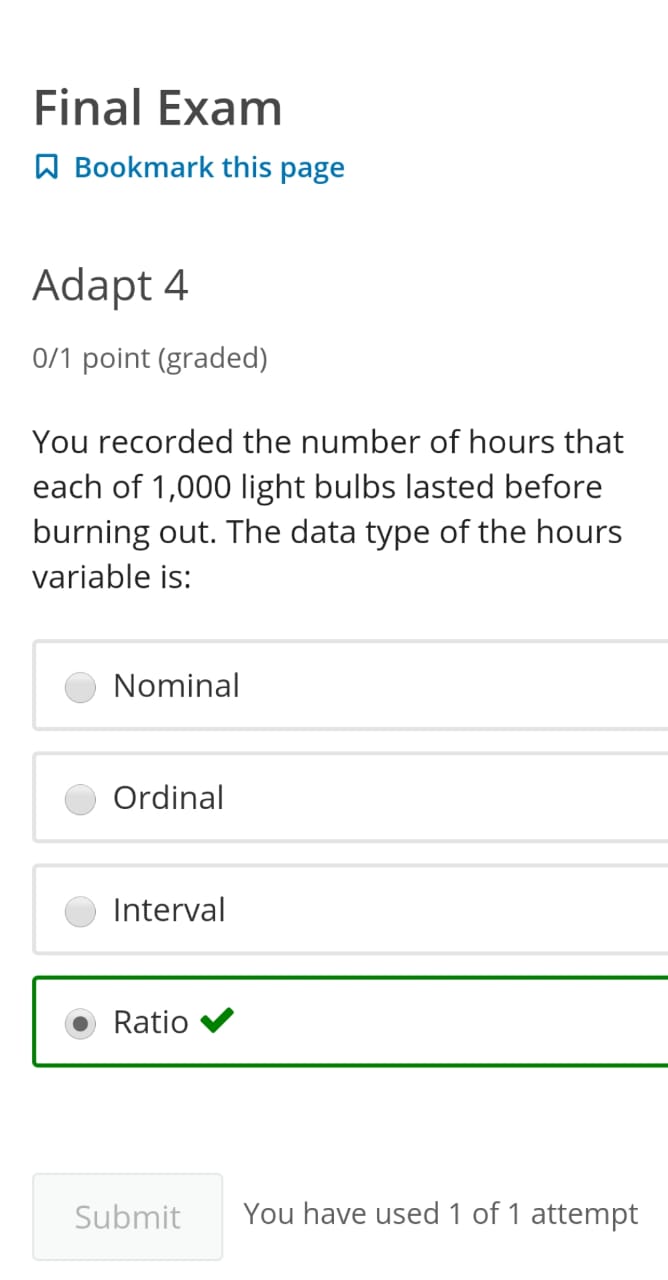 Final Exam
Bookmark this page
Adapt 4
0/1 point (graded)
You recorded the number of hours that
each of 1,000 light bulbs lasted before
burning out. The data type of the hours
variable is:
Nominal
Ordinal
Interval
Ratio
Submit
You have used 1 of 1 attempt